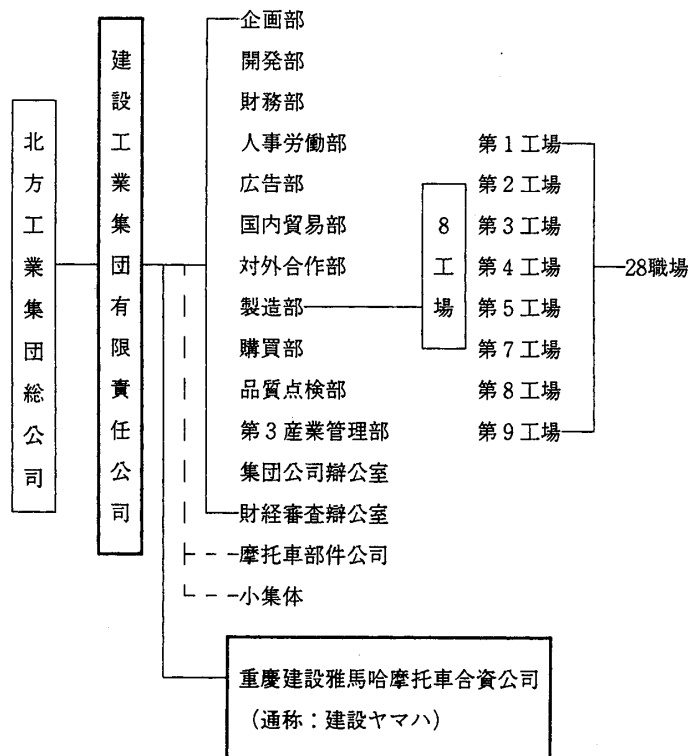 北方工業集団総公司
建設工業集団有限責任公司
企画部
開発部
財務部
人事労働部
広告部
国内貿易部
対外合作部
製造部
購買部
品質点検部
第3産業管理部
集団公司辦公室
財経審査辦公室
摩托車部件公司
小集体
8工場
第1工場
第2工場
第3工場
第4工場
第5工場
第7工場
第8工場
第9工場
28職場
重慶建設雅馬哈摩托車合資公司
(通称：建設ヤマハ)